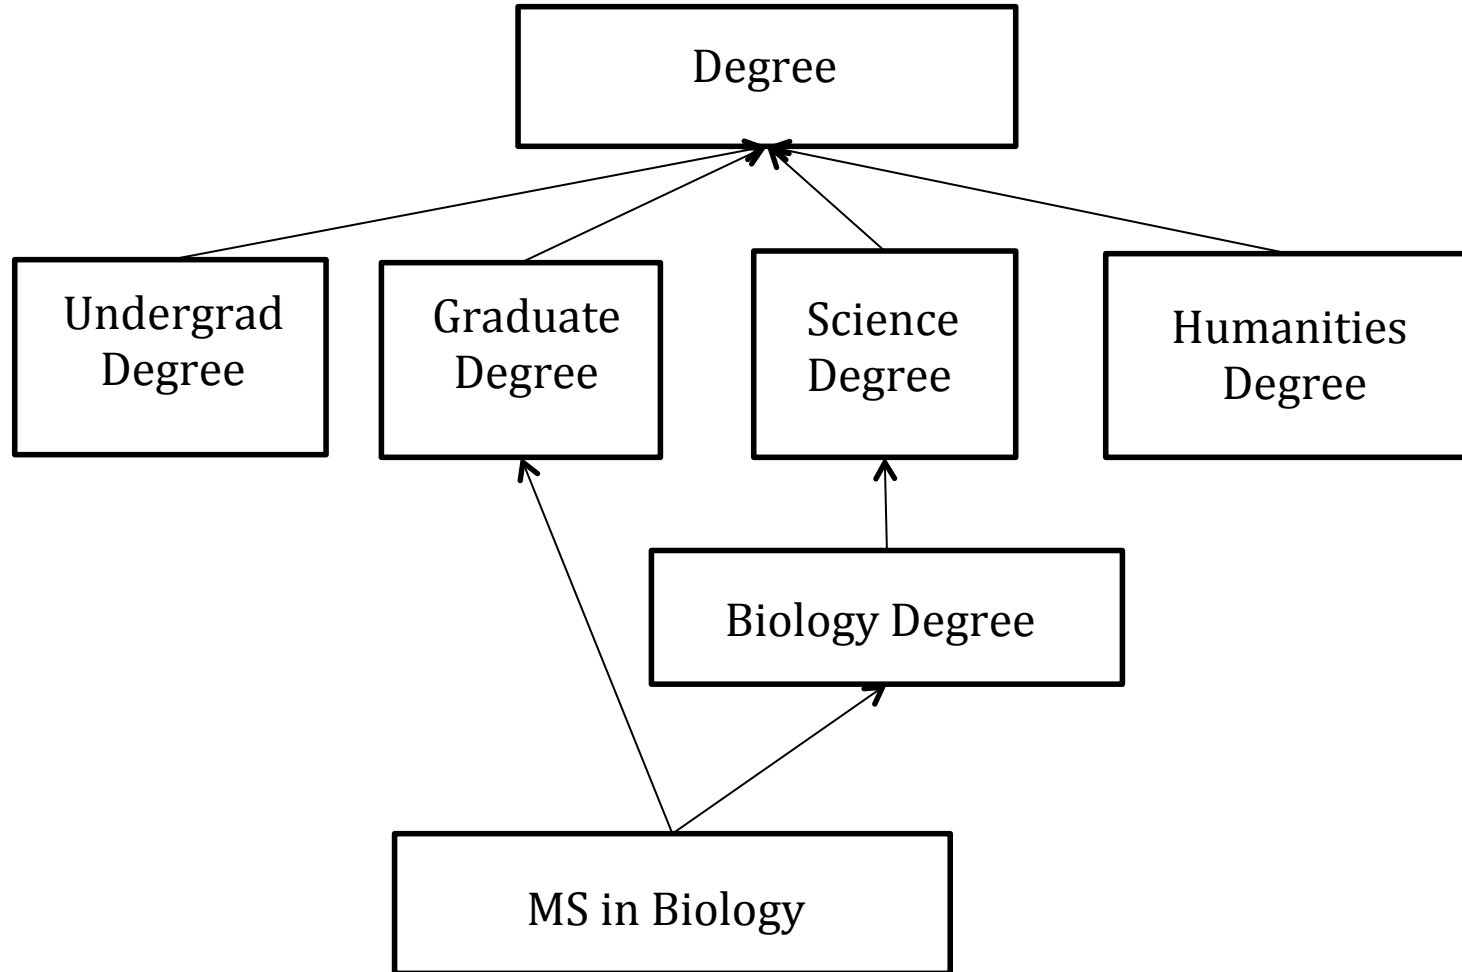 Degree
Undergrad
Degree
Graduate
Degree
Science
Degree
Humanities
Degree
Biology Degree
MS in Biology